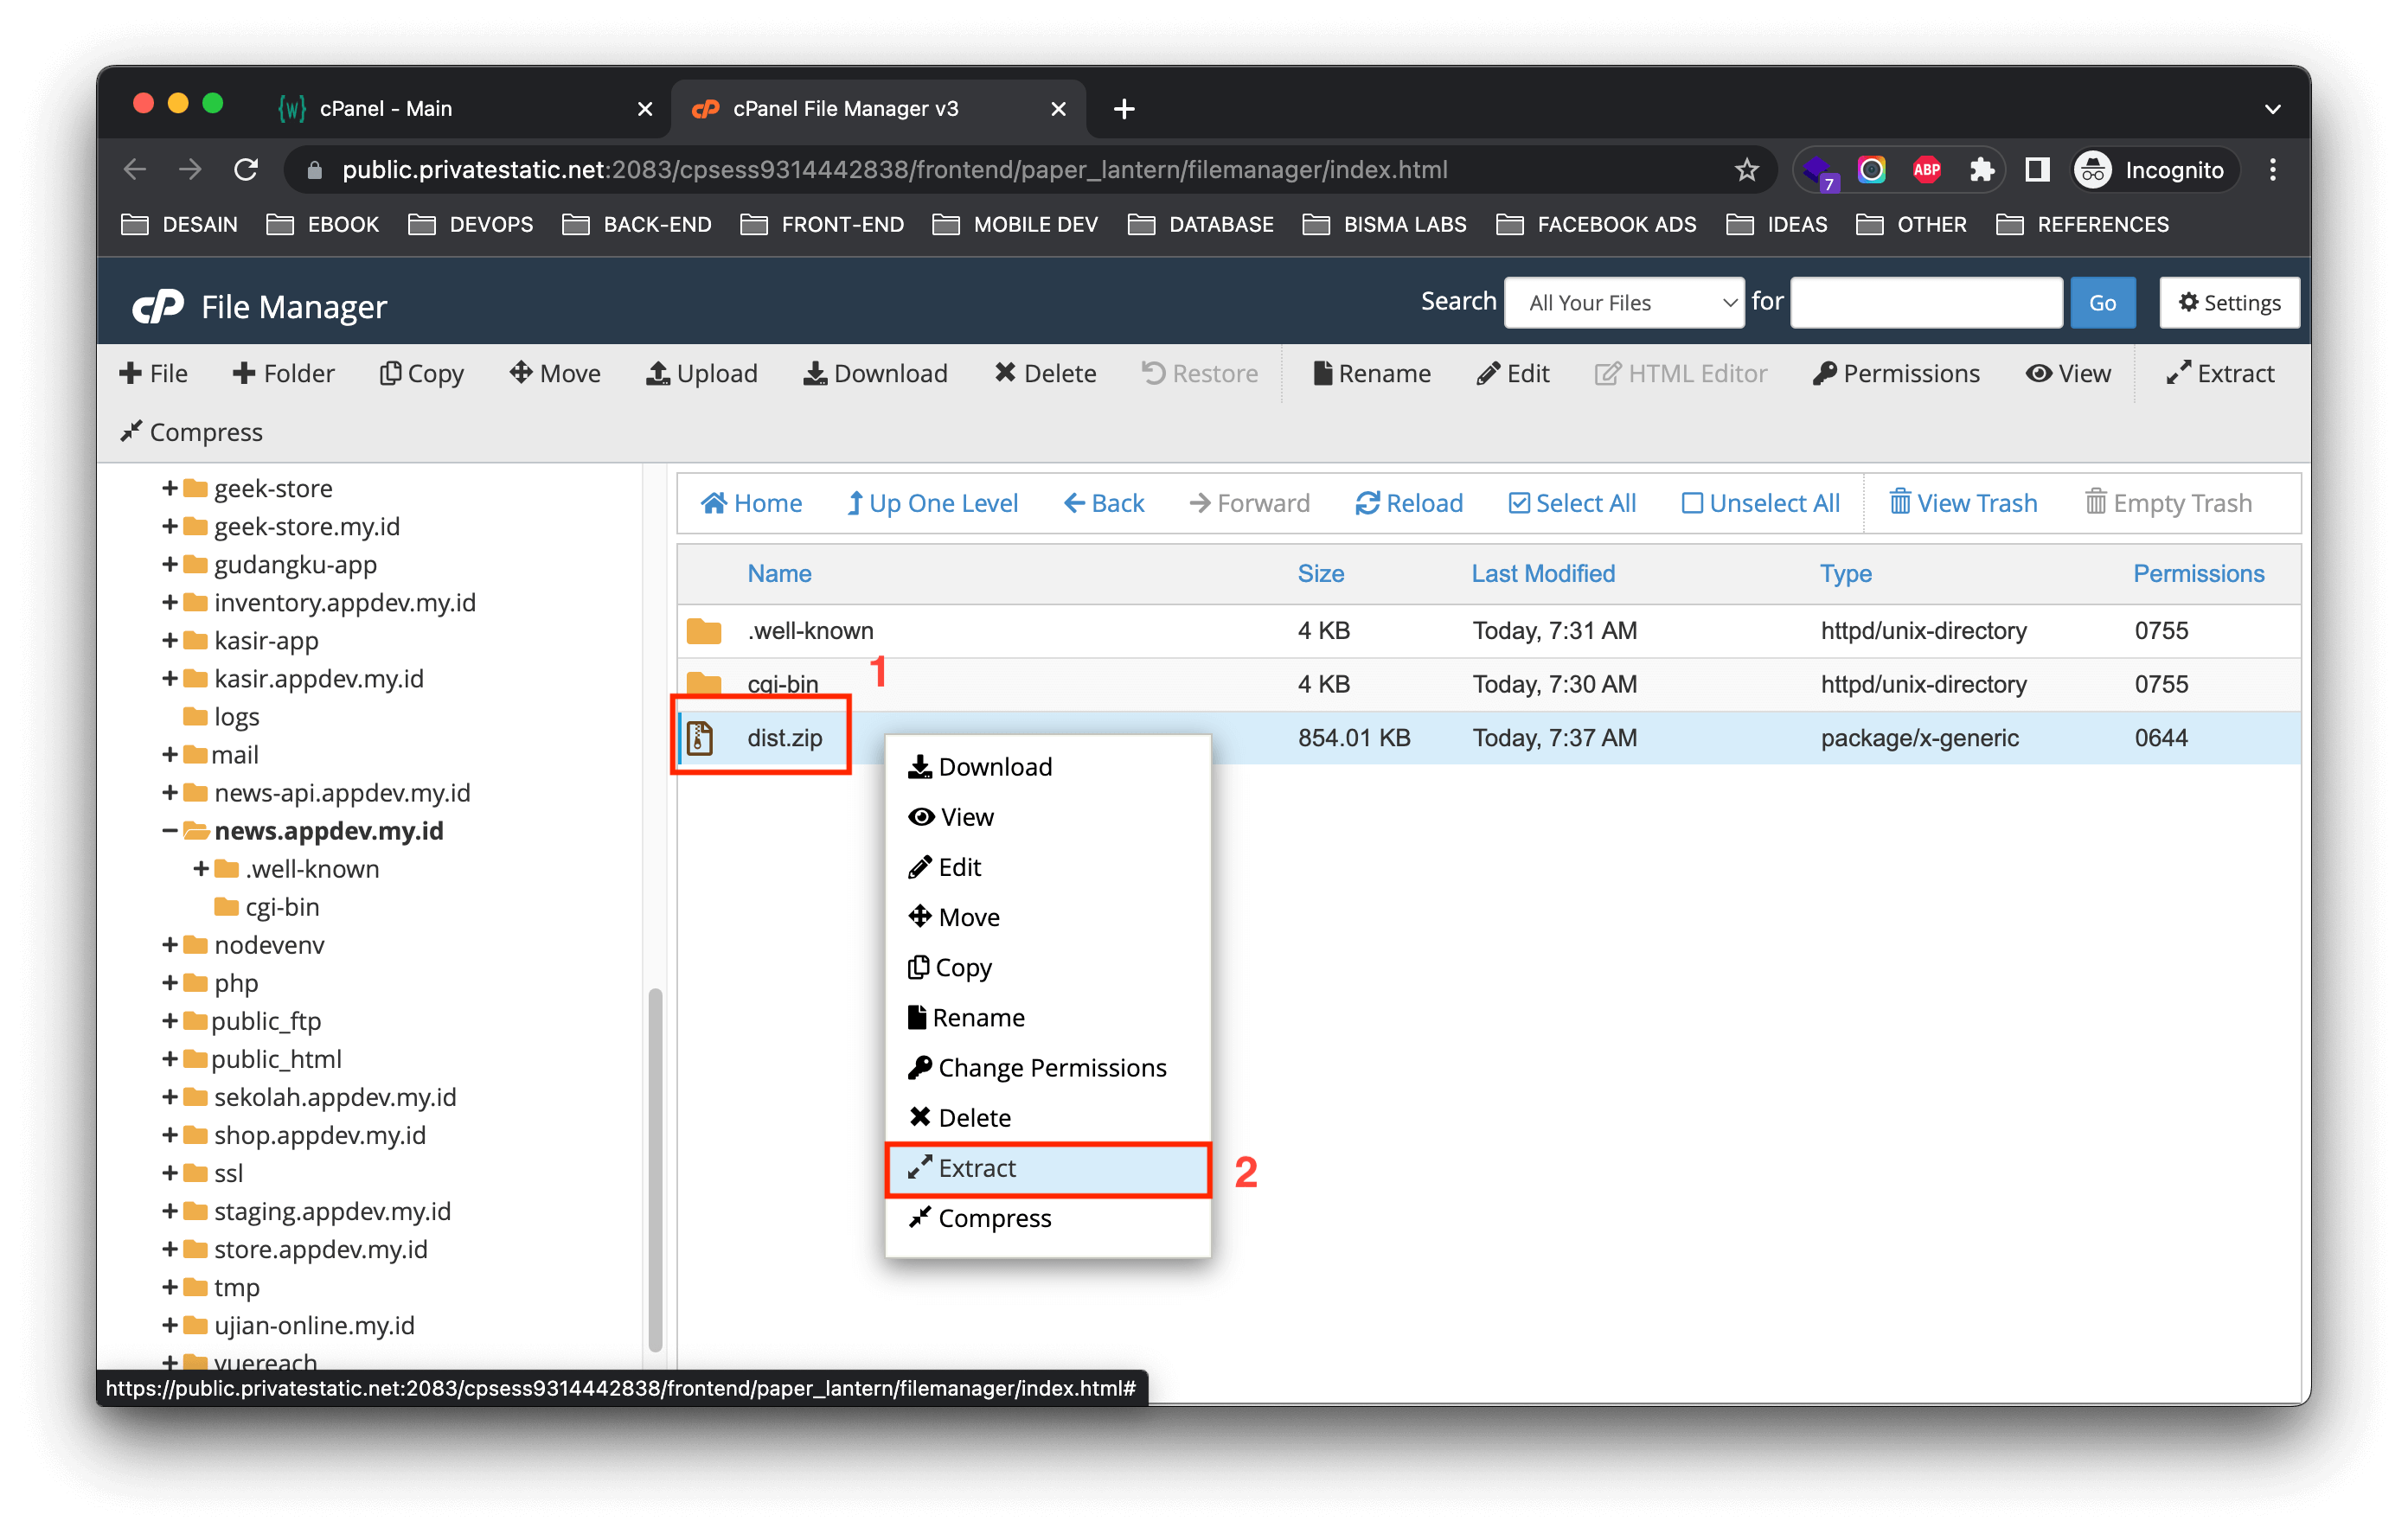 {W} cPanel - Main
cP cPanel File Manager v3
public.privatestatic.net:2083/cpsess9314442838/frontend/paper_lantern/filemanager/index.html
7
ABP
Incognito
DESAIN EBOOK DEVOPS BACK-END FRONT-END MOBILE DEV DATABASE BISMA LABS FACEBOOK ADS IDEAS OTHER REFERENCES
cP File Manager
Search All Your Files for Go Settings
File Folder Copy Move Upload Download Delete Restore Rename Edit HTML Editor Permissions View Extract
Compress
geek-store
geek-store.my.id
gudangku-app
inventory.appdev.my.id
kasir-app
kasir.appdev.my.id
logs
mail
news-api.appdev.my.id
news.appdev.my.id
.well-known
cgi-bin
nodevenv
php
public_ftp
public_html
sekolah.appdev.my.id
shop.appdev.my.id
ssl
staging.appdev.my.id
store.appdev.my.id
tmp
ujian-online.my.id
vuereach
Home Up One Level Back Forward Reload Select All Unselect All View Trash Empty Trash
Name Size Last Modified Type Permissions
.well-known 4 KB Today, 7:31 AM httpd/unix-directory 0755
1
cgi-bin 4 KB Today, 7:30 AM httpd/unix-directory 0755
dist.zip 854.01 KB Today, 7:37 AM package/x-generic 0644
Download
View
Edit
Move
Copy
Rename
Change Permissions
Delete
Extract
2
Compress
https://public.privatestatic.net:2083/cpsess9314442838/frontend/paper_lantern/filemanager/index.html#